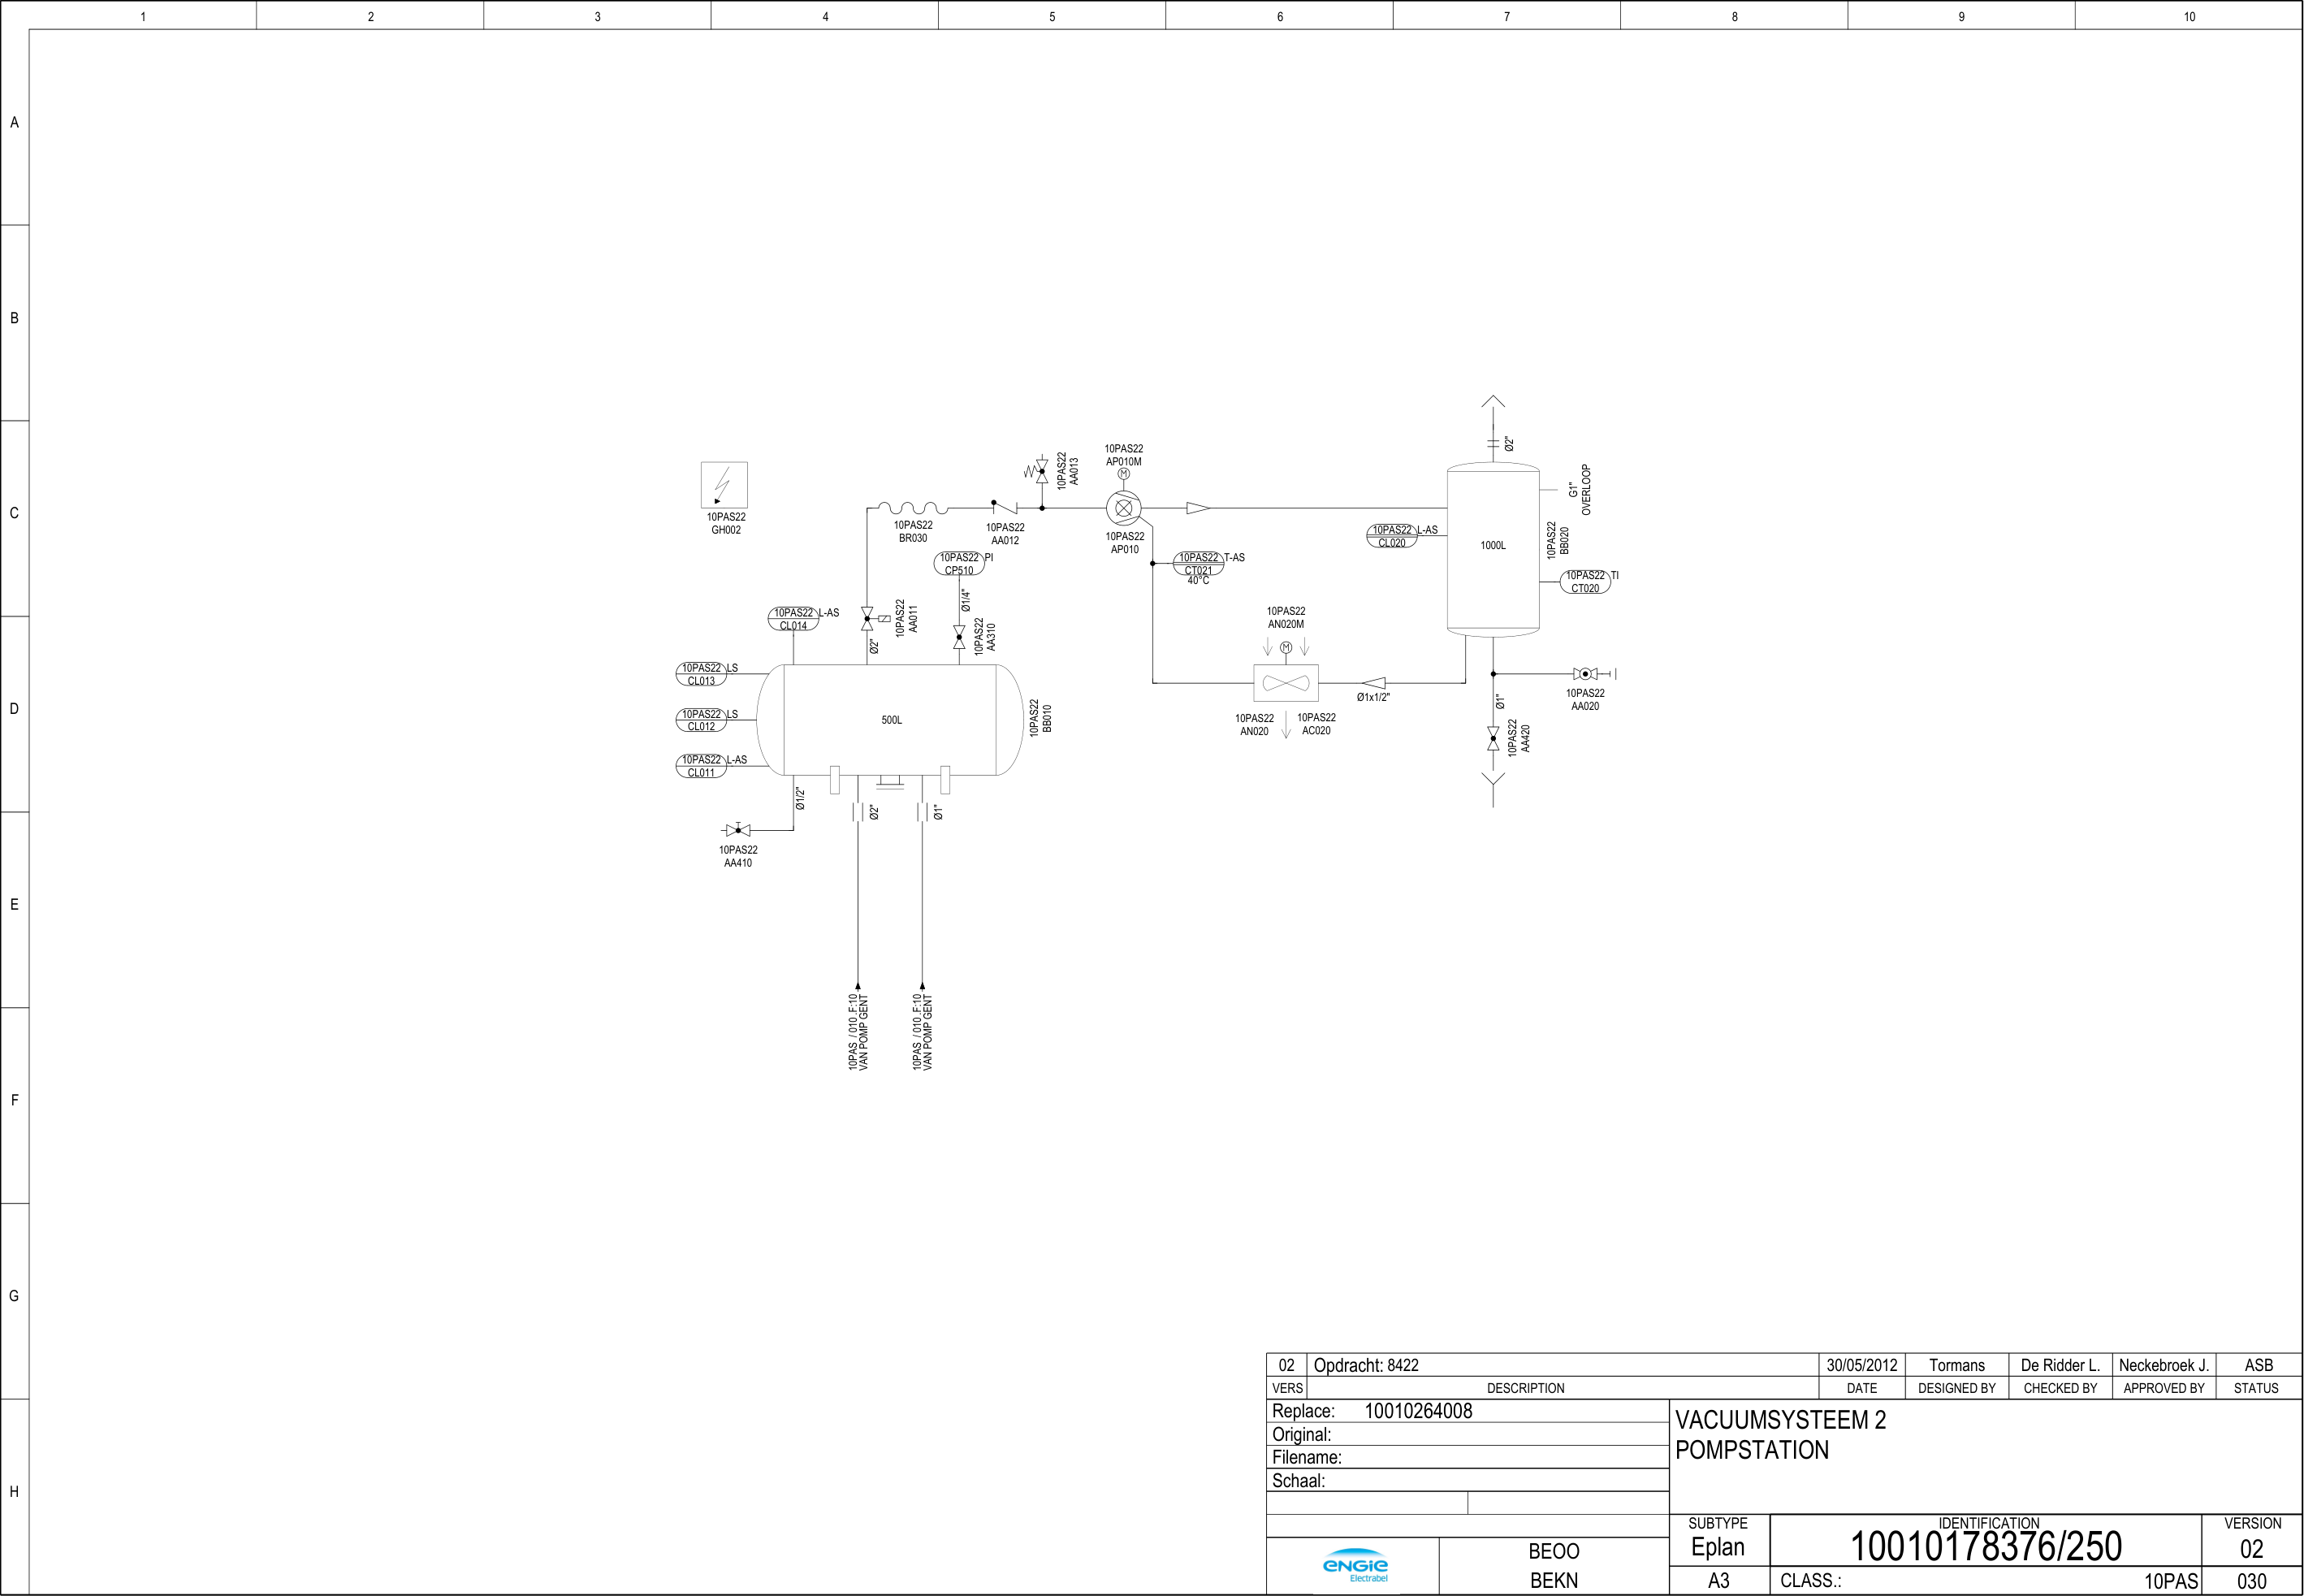 1 2 3 4 5 6 7 8 9 10
A
B
C
D
E
F
G
H
10PAS22
GH002
10PAS22
BR030
10PAS22
AA012
10PAS22
AA013
10PAS22
AP010M
M
10PAS22
AP010
10PAS22 PI
CP510
Ø1/4"
10PAS22
AA310
10PAS22
AA011
Ø2"
10PAS22 L-AS
CL014
10PAS22 LS
CL013
10PAS22 LS
CL012
10PAS22 L-AS
CL011
500L
10PAS22
BB010
Ø1/2"
10PAS22
AA410
Ø2"
Ø1"
10PAS / 010 .F:10
VAN POMP GENT
10PAS / 010 .F:10
VAN POMP GENT
10PAS22 T-AS
CT021
40°C
10PAS22
AN020M
M
10PAS22
AN020
10PAS22
AC020
Ø1x1/2"
Ø2"
G1"
OVERLOOP
10PAS22 L-AS
CL020
1000L
10PAS22
BB020
10PAS22 TI
CT020
10PAS22
AA020
Ø1"
10PAS22
AA420
02 Opdracht: 8422 30/05/2012 Tormans De Ridder L. Neckebroek J. ASB
VERS DESCRIPTION DATE DESIGNED BY CHECKED BY APPROVED BY STATUS
Replace: 10010264008
Original:
Filename:
Schaal:
VACUUMSYSTEEM 2
POMPSTATION
ENGIE
Electrabel
BEOO
BEKN
SUBTYPE
Eplan
A3
IDENTIFICATION
10010178376/250
CLASS.: 10PAS
VERSION
02
030